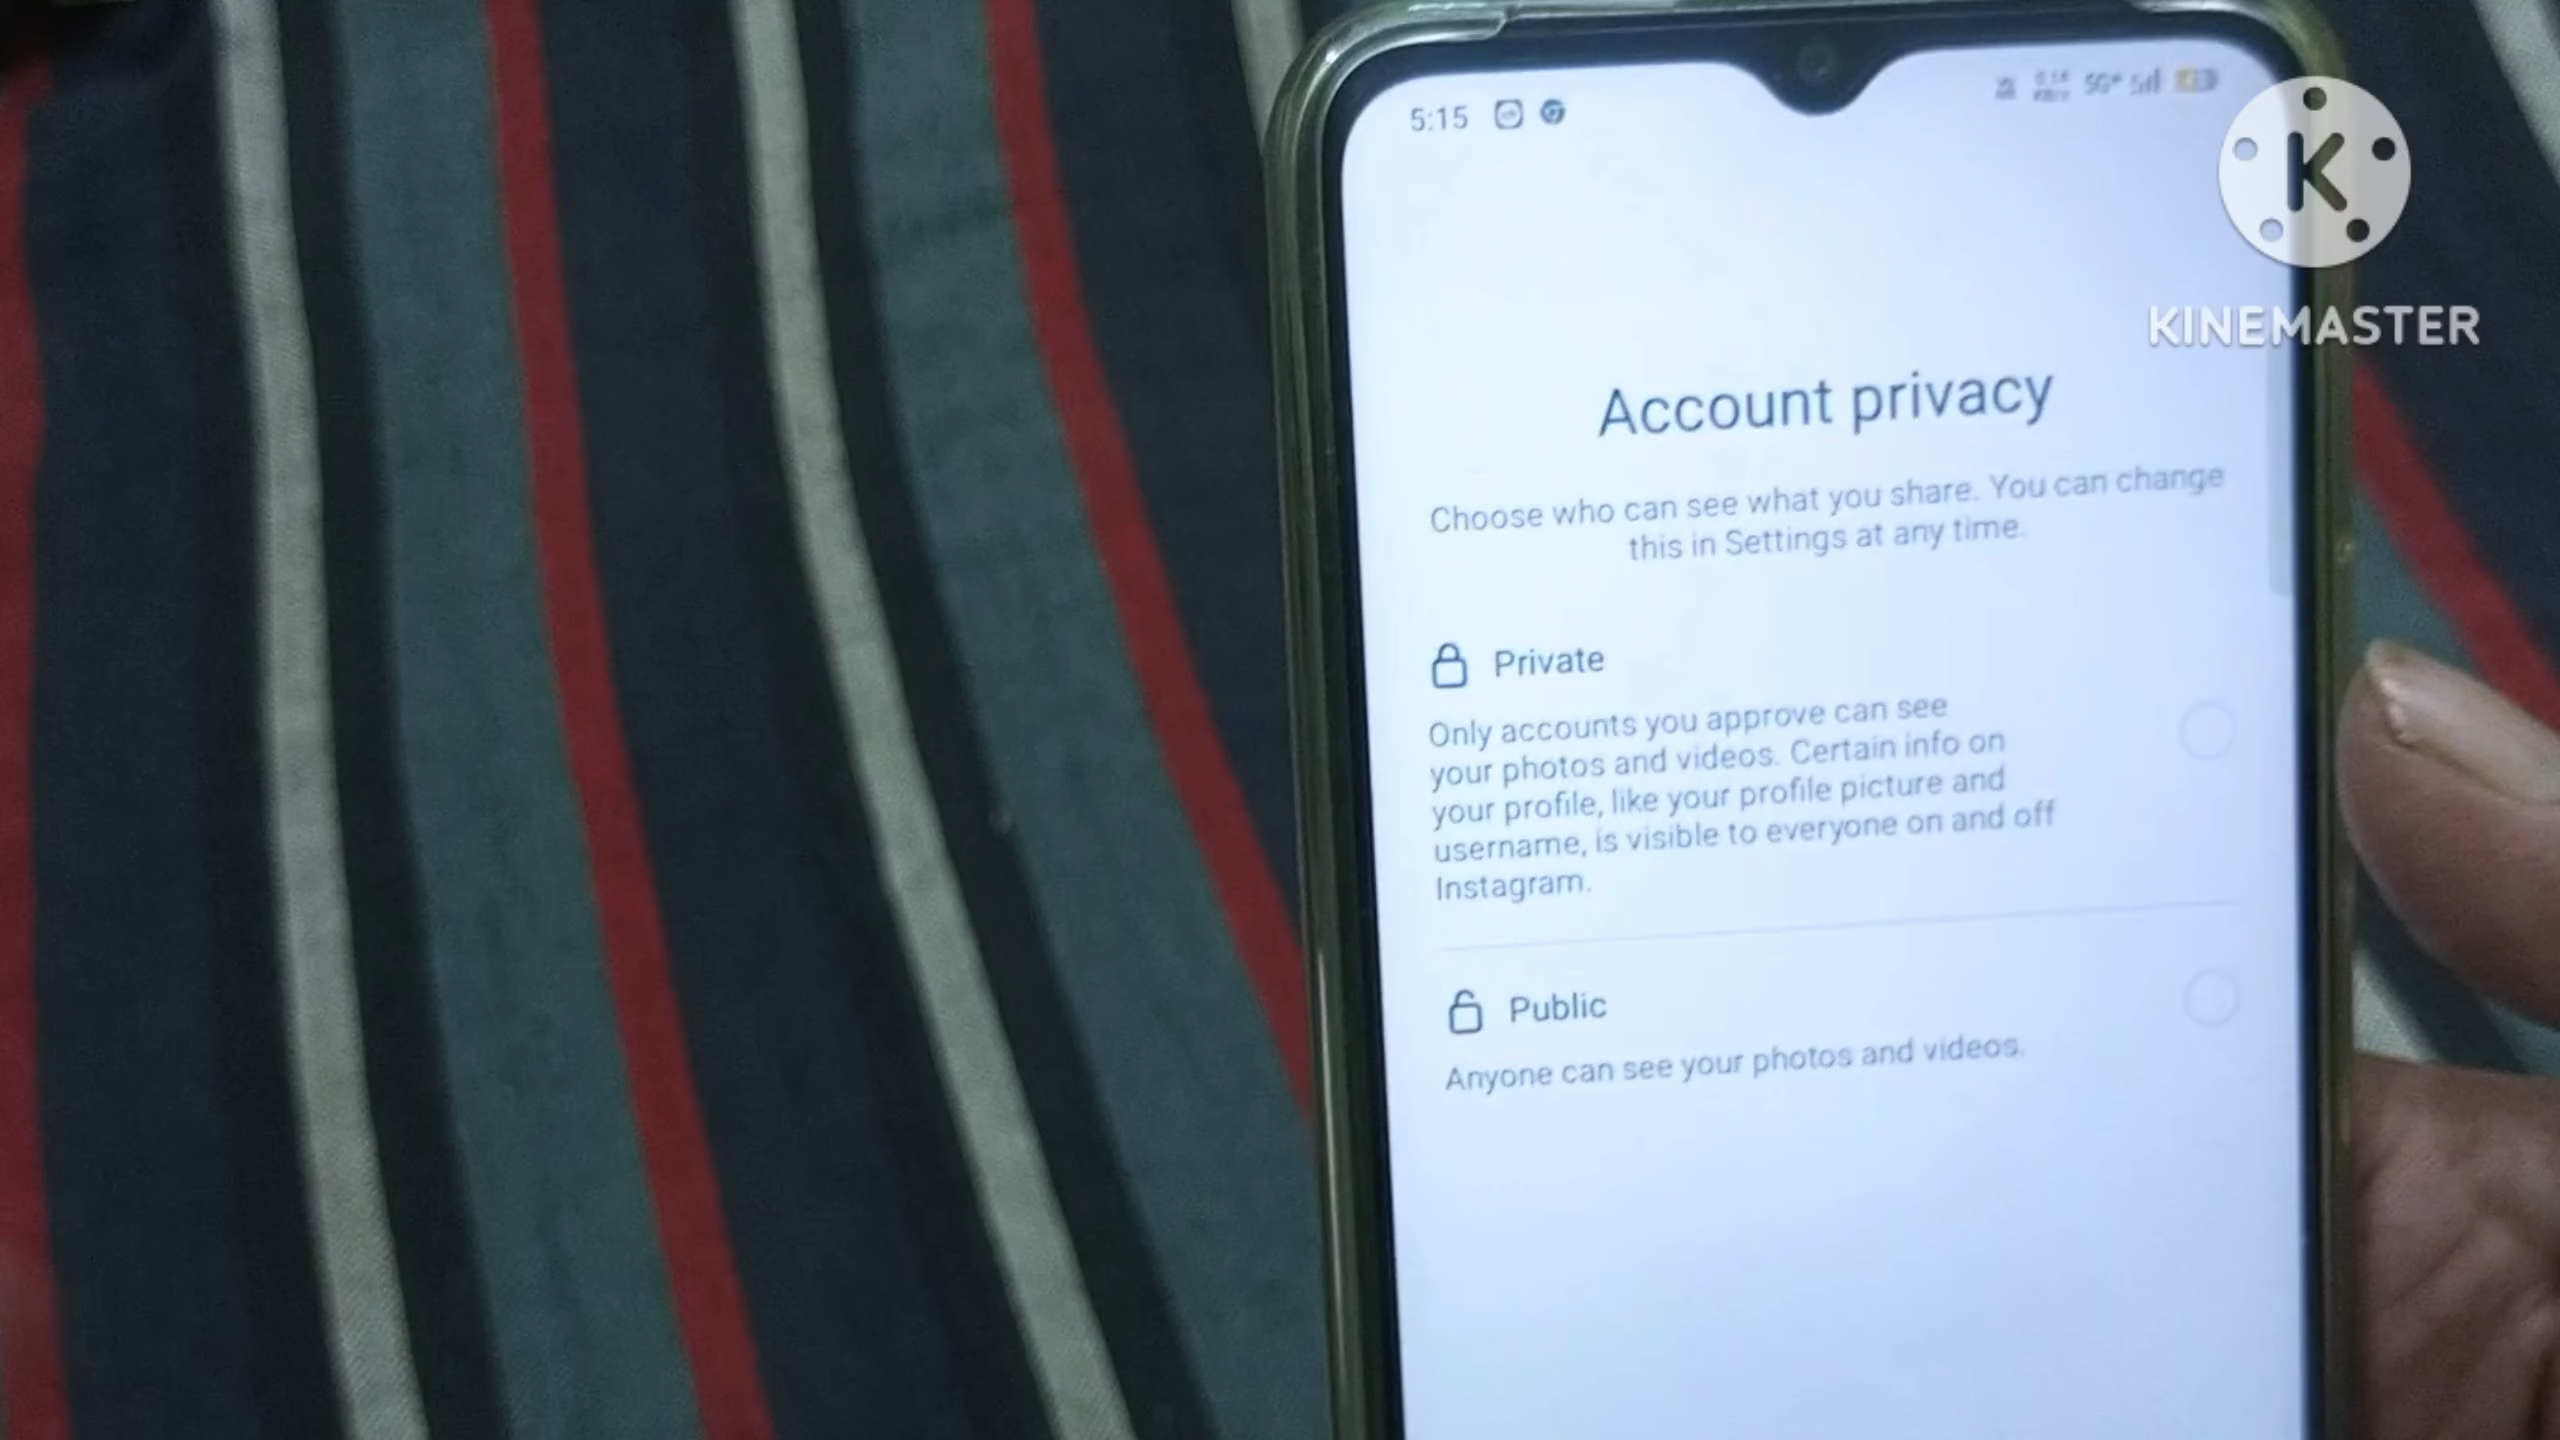 5:15
5G+
K
KINEMASTER
Account privacy
Choose who can see what you share. You can change
this in Settings at any time.
Private
Only accounts you approve can see
your photos and videos. Certain info on
your profile, like your profile picture and
username, is visible to everyone on and off
Instagram.
Public
Anyone can see your photos and videos.